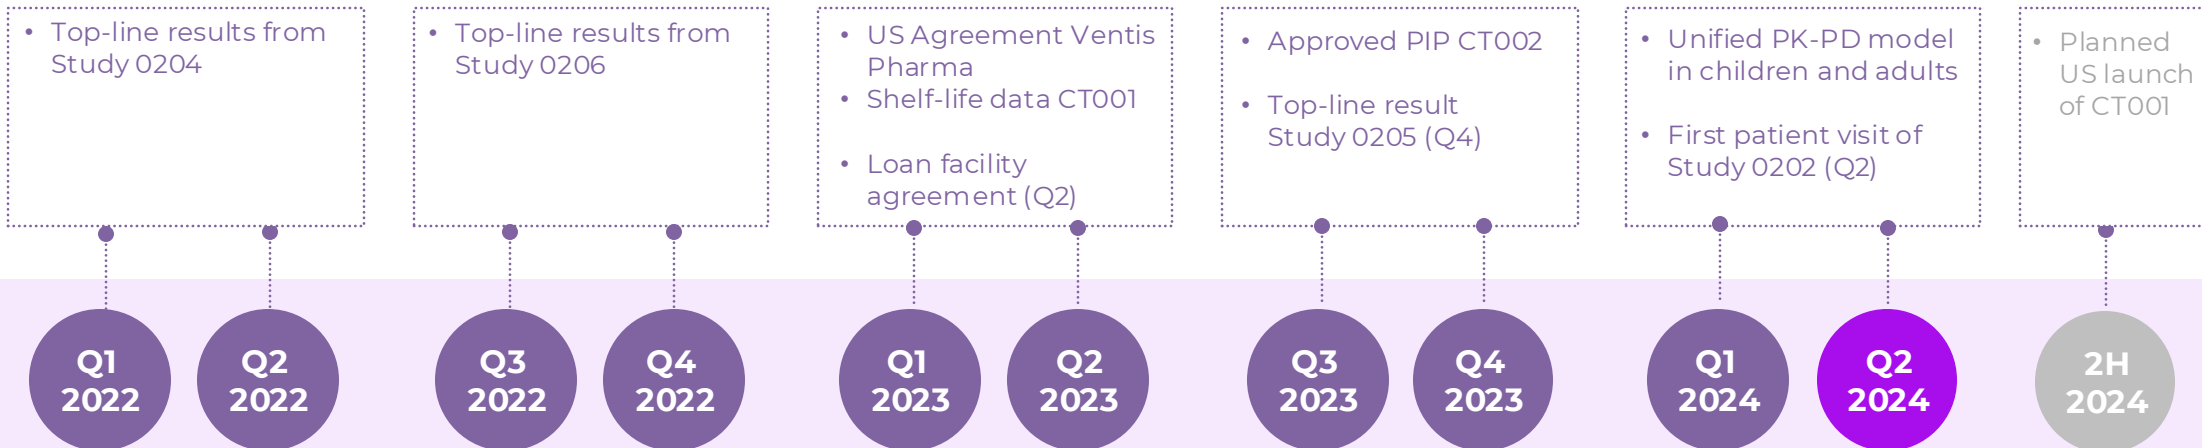 • Top-line results from
Study 0204
• Top-line results from
Study 0206
• US Agreement Ventis
Pharma
• Shelf-life data CT001
• Loan facility
agreement (Q2)
• Approved PIP CT002
• Top-line result
Study 0205 (Q4)
• Unified PK-PD model
in children and adults
• First patient visit of
Study 0202 (Q2)
• Planned
US launch
of CT001
Q1
2022
Q2
2022
Q3
2022
Q4
2022
Q1
2023
Q2
2023
Q3
2023
Q4
2023
Q1
2024
Q2
2024
2H
2024